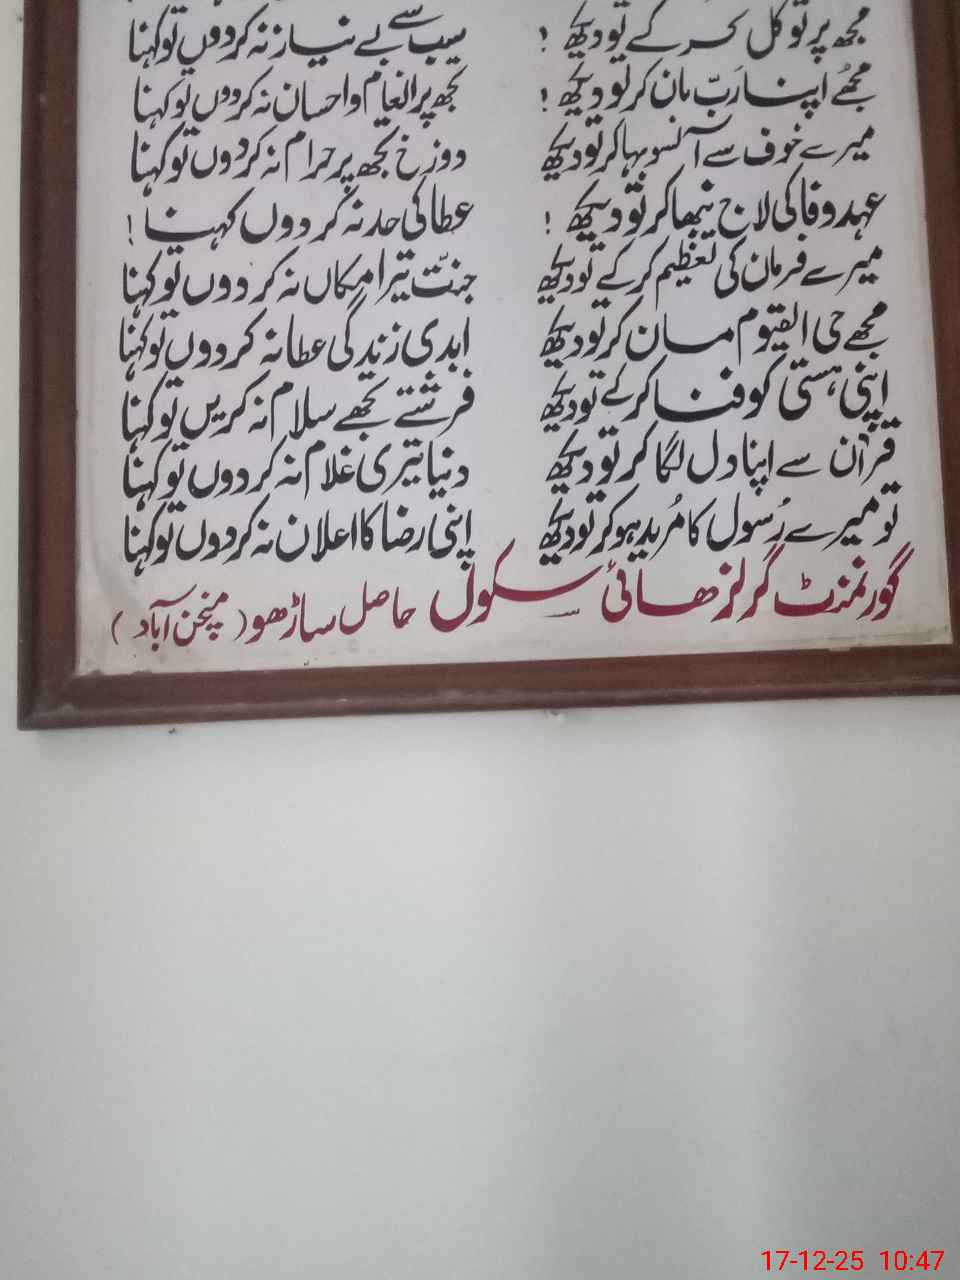 مجھ پر توکل کر کے تو دیکھ ! سب سے بے نیاز نہ کر دوں تو کہنا
مجھے اپنا ربّ مان کر تو دیکھ ! تجھ پر انعام و احسان نہ کر دوں تو کہنا
میرے خوف سے آنسو بہا کر تو دیکھ دوزخ تجھ پر حرام نہ کر دوں تو کہنا
عہد وفا کی لاج نبھا کر تو دیکھ ! عطا کی حد نہ کر دوں کہنا !
میرے فرمان کی تعظیم کر کے تو دیکھ جنّت تیرا مکاں نہ کر دوں تو کہنا
مجھے حی القیوم مان کر تو دیکھ ابدی زندگی عطا نہ کر دوں تو کہنا
اپنی ہستی کو فنا کر کے تو دیکھ فرشتے تجھے سلام نہ کریں تو کہنا
قرآن سے اپنا دل لگا کر تو دیکھ دنیا تیری غلام نہ کر دوں تو کہنا
تو میرے رُسول کا مُرید ہو کر تو دیکھ اپنی رضا کا اعلان نہ کر دوں تو کہنا
گورنمنٹ گرلز ھائی سکول حاصل ساڑھو ( منچن آباد )
17-12-25 10:47